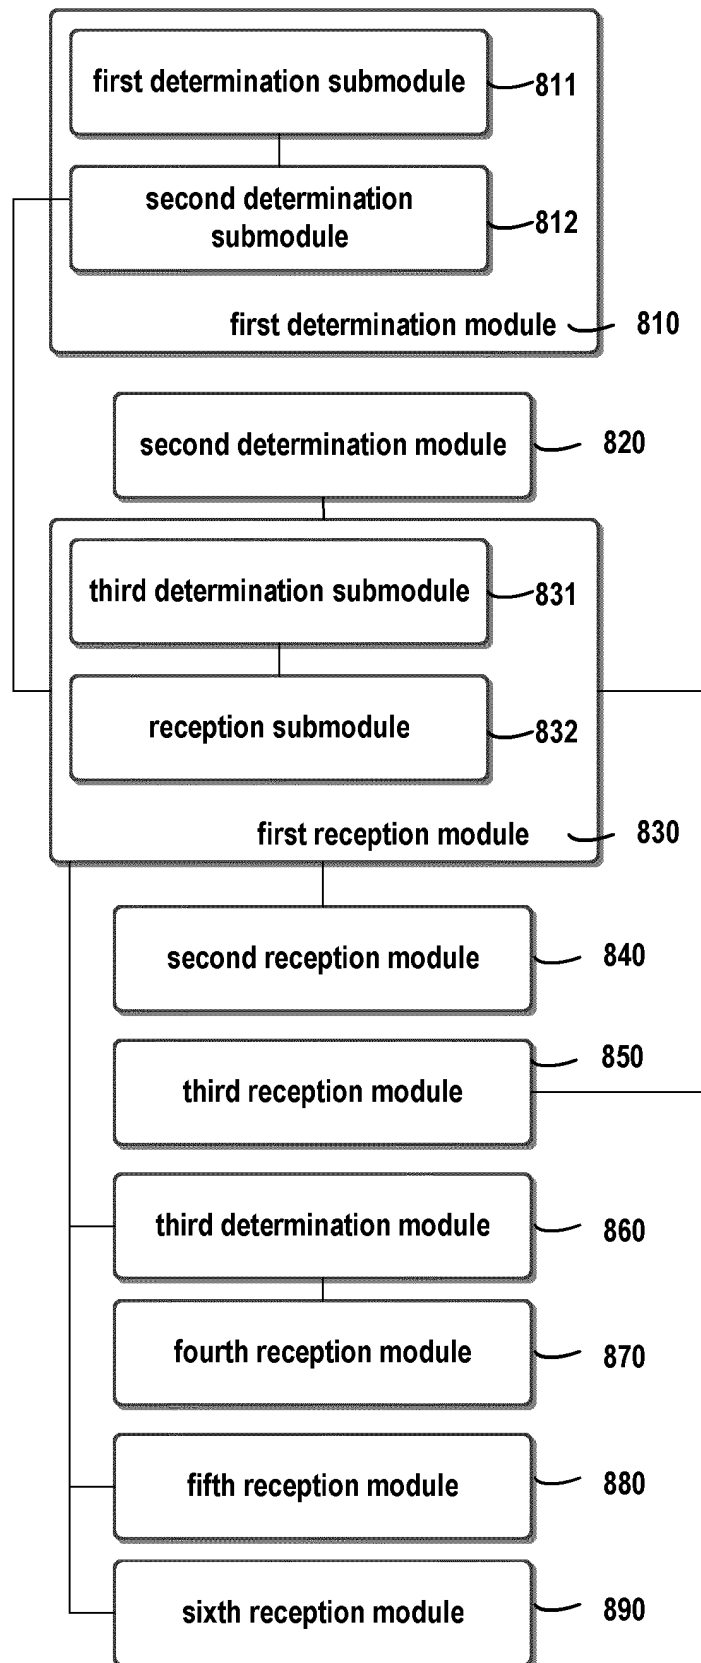 first determination submodule 811
second determination
submodule 812
first determination module 810
second determination module 820
third determination submodule 831
reception submodule 832
first reception module 830
second reception module 840
third reception module 850
third determination module 860
fourth reception module 870
fifth reception module 880
sixth reception module 890